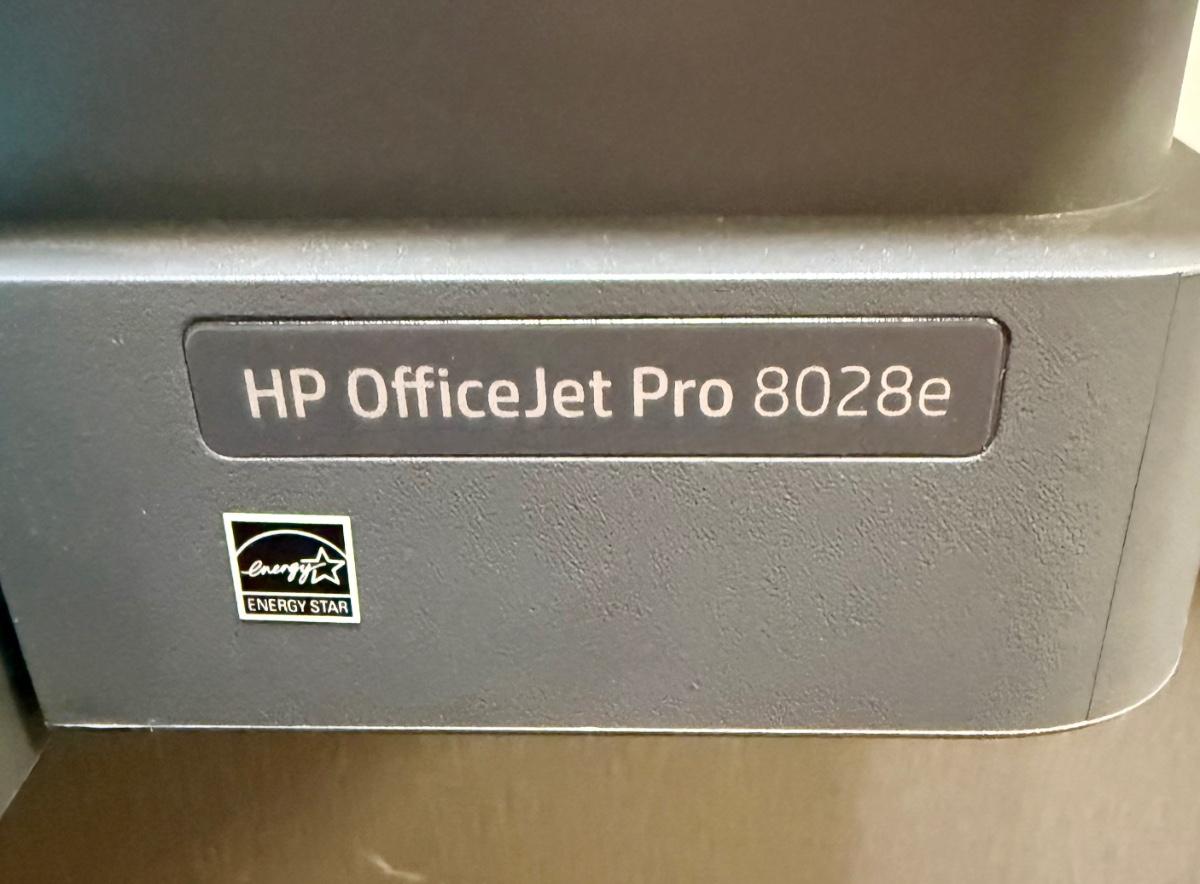 HP OfficeJet Pro 8028e
energy
ENERGY STAR